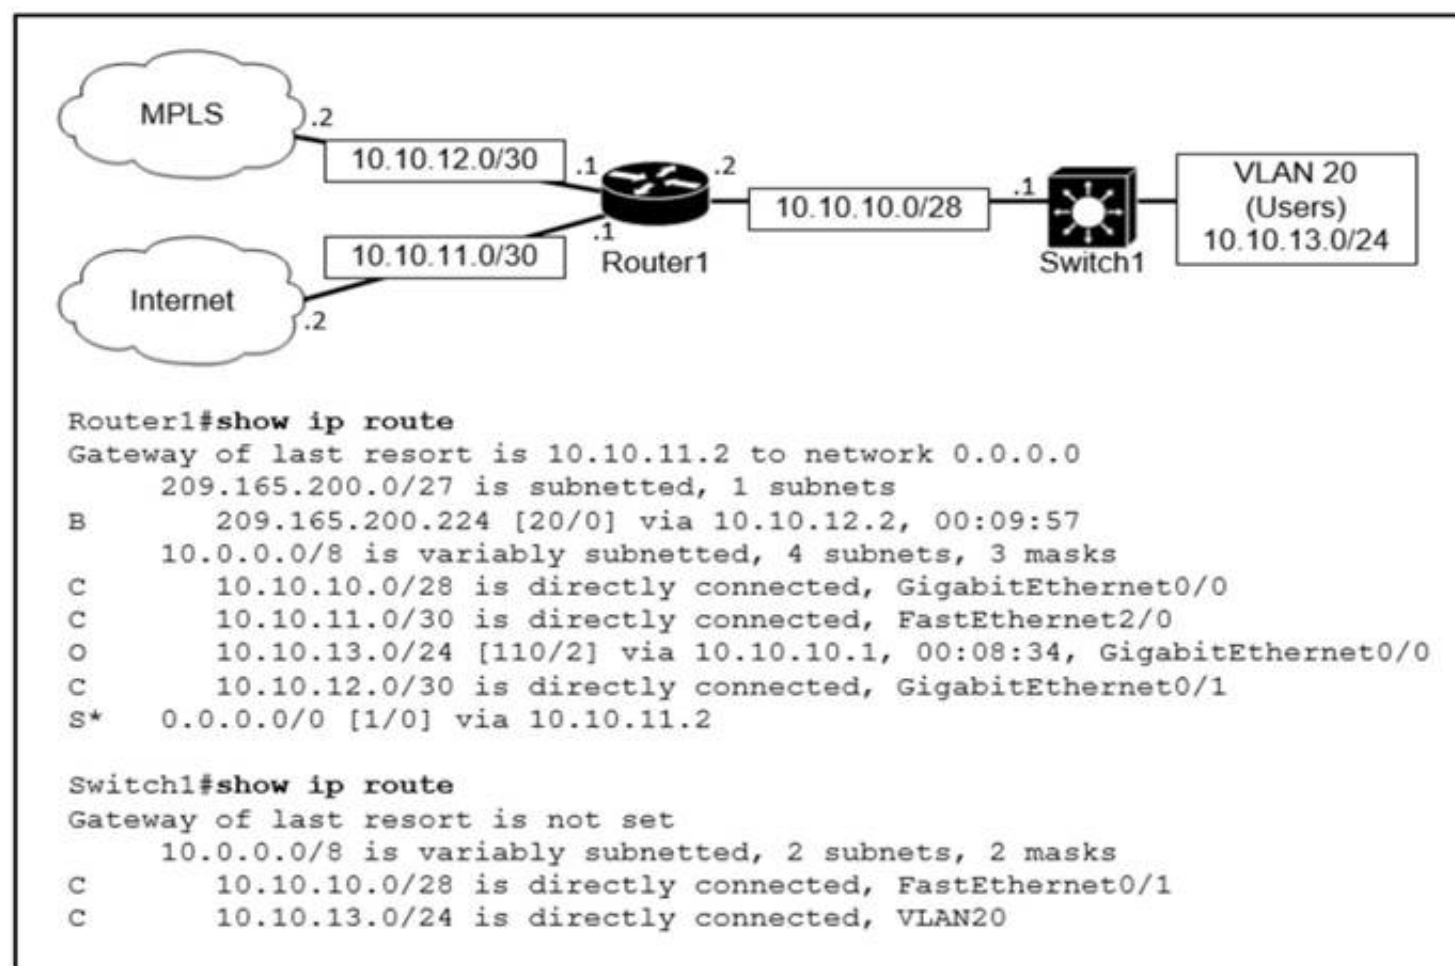 MPLS
.2
10.10.12.0/30
.1
.2
10.10.10.0/28
.1
VLAN 20
(Users)
10.10.13.0/24
.1
10.10.11.0/30
Router1
Switch1
Internet
.2
Router1#show ip route
Gateway of last resort is 10.10.11.2 to network 0.0.0.0
209.165.200.0/27 is subnetted, 1 subnets
B 209.165.200.224 [20/0] via 10.10.12.2, 00:09:57
10.0.0.0/8 is variably subnetted, 4 subnets, 3 masks
C 10.10.10.0/28 is directly connected, GigabitEthernet0/0
C 10.10.11.0/30 is directly connected, FastEthernet2/0
O 10.10.13.0/24 [110/2] via 10.10.10.1, 00:08:34, GigabitEthernet0/0
C 10.10.12.0/30 is directly connected, GigabitEthernet0/1
S* 0.0.0.0/0 [1/0] via 10.10.11.2
Switch1#show ip route
Gateway of last resort is not set
10.0.0.0/8 is variably subnetted, 2 subnets, 2 masks
C 10.10.10.0/28 is directly connected, FastEthernet0/1
C 10.10.13.0/24 is directly connected, VLAN20